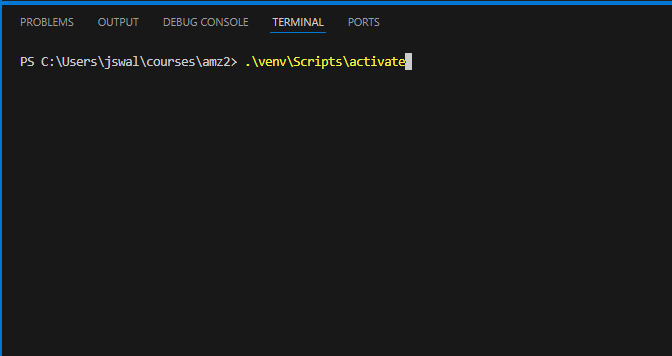 PROBLEMS OUTPUT DEBUG CONSOLE TERMINAL PORTS
PS C:\Users\jswal\courses\amz2> .\venv\Scripts\activate